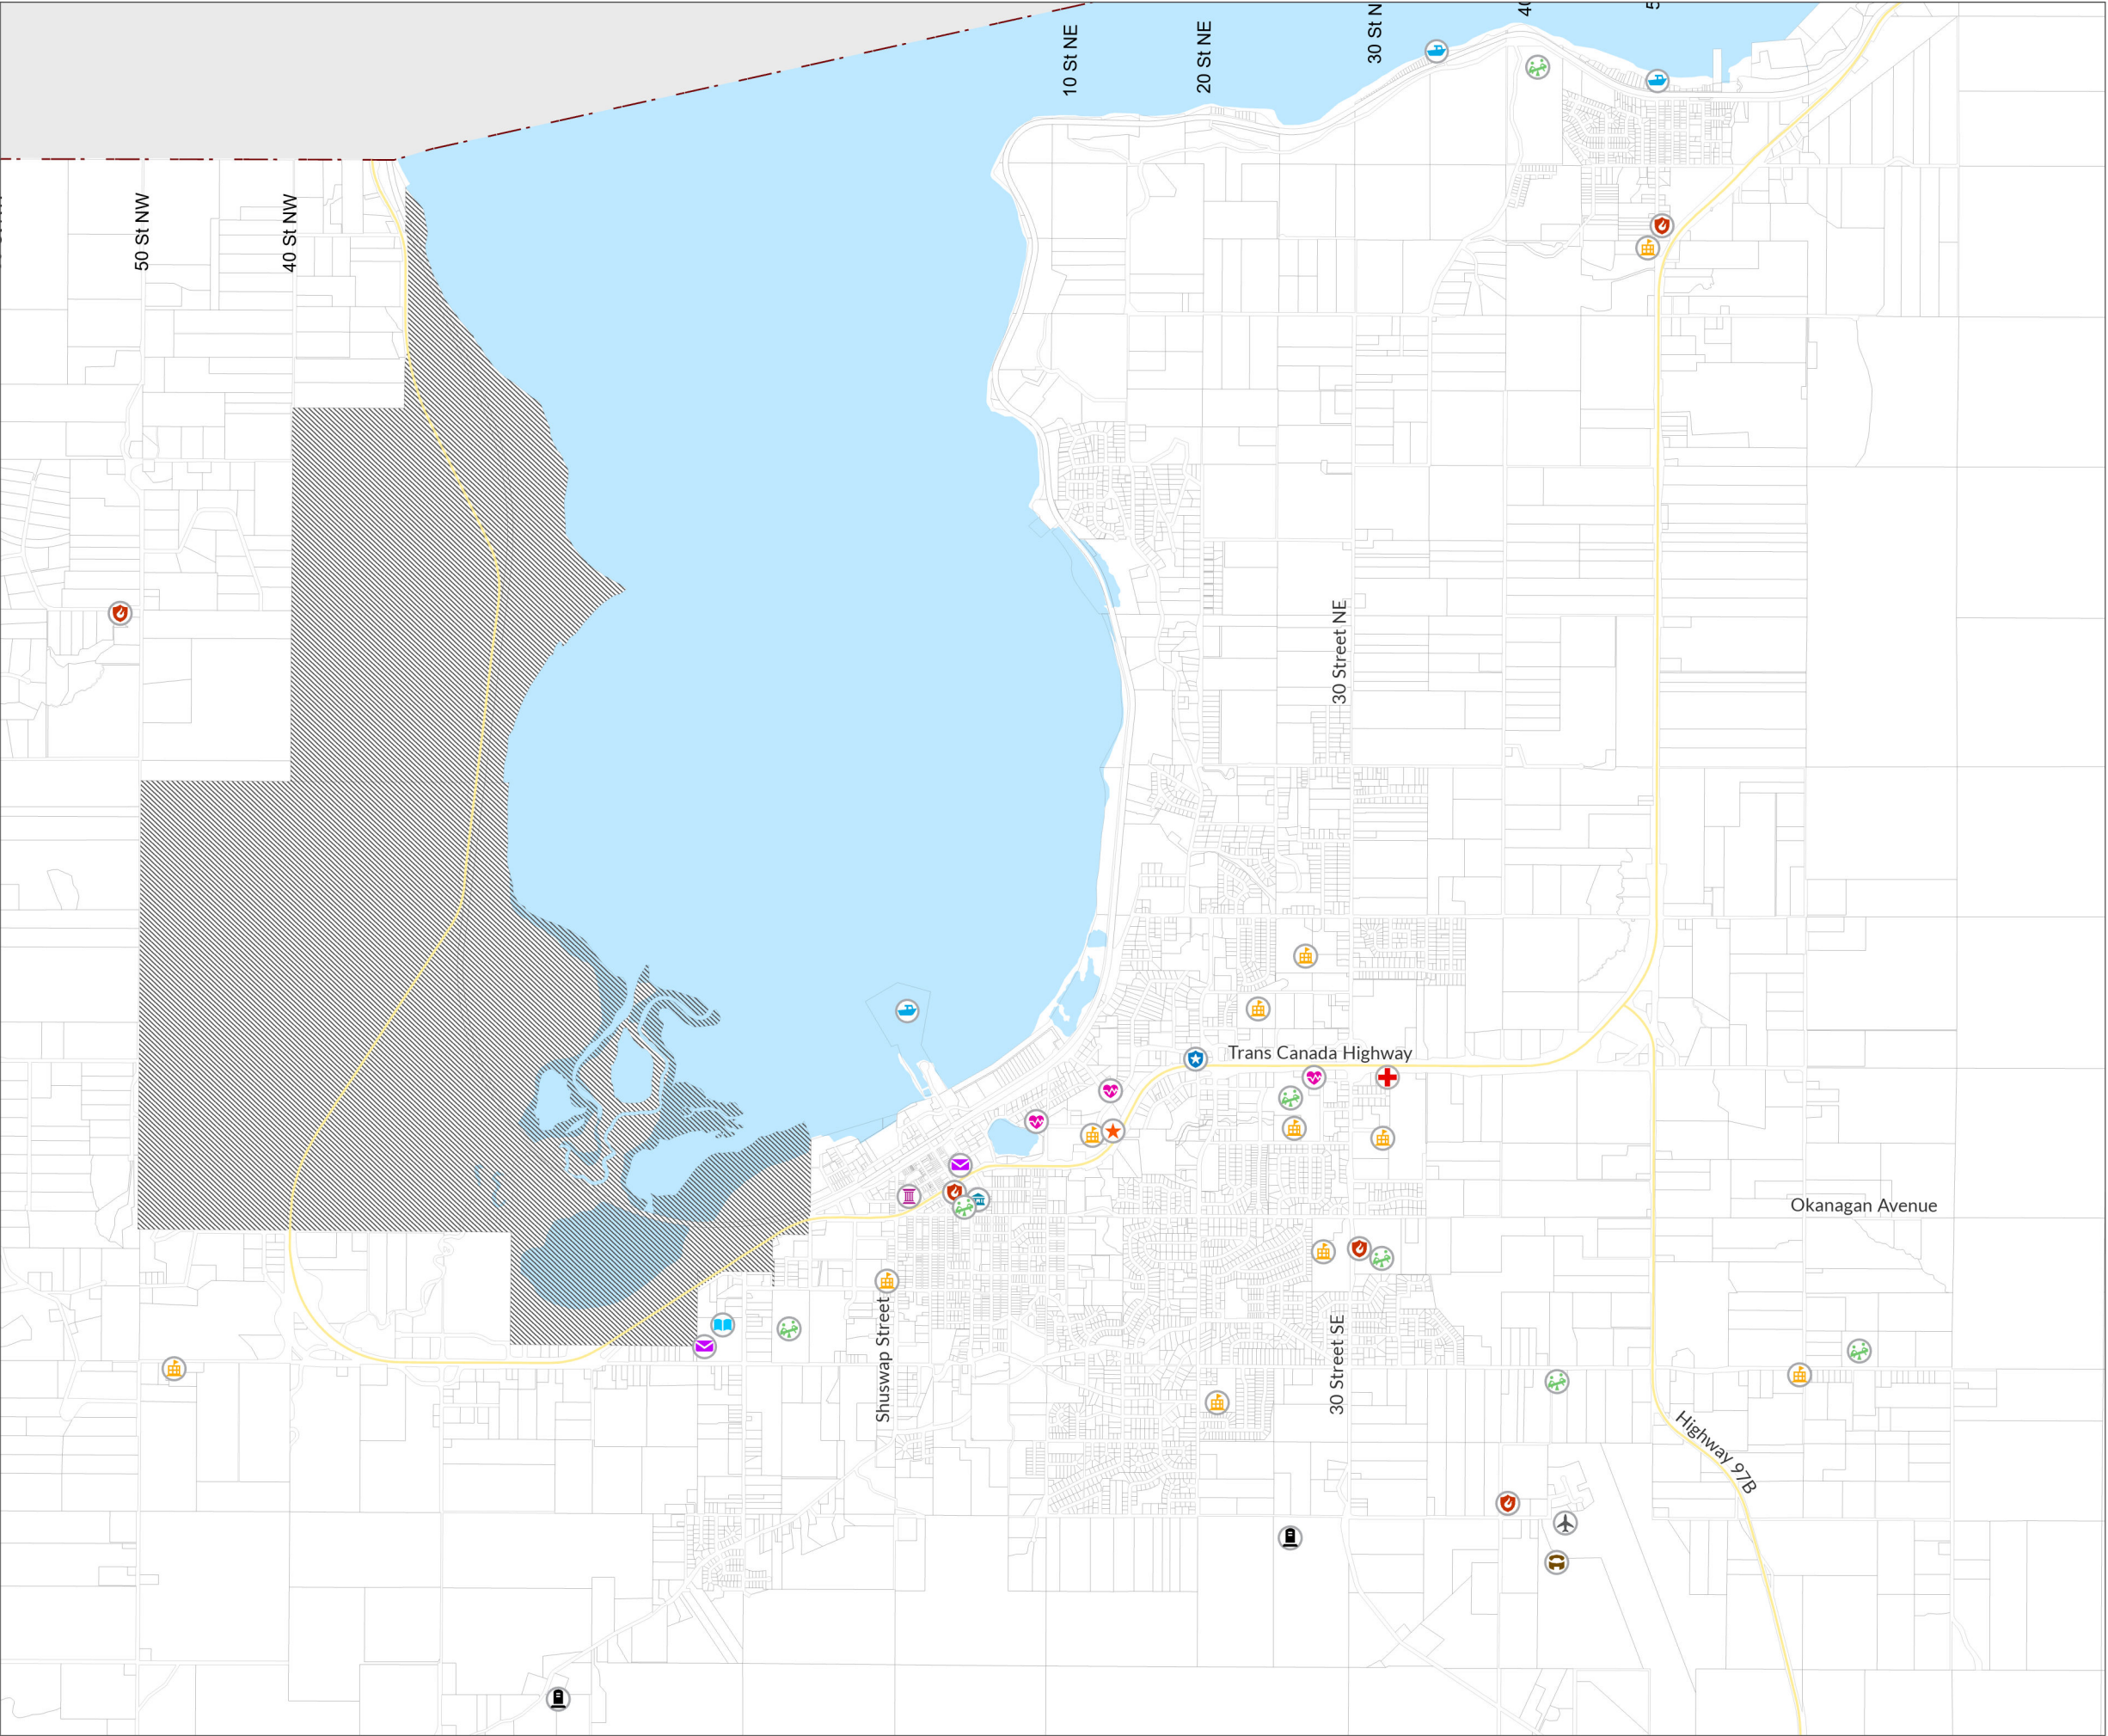 10 St NE
20 St NE
30 St N
50 St NW
40 St NW
30 Street NE
Trans Canada Highway
Okanagan Avenue
Shuswap Street
30 Street SE
Highway 97B